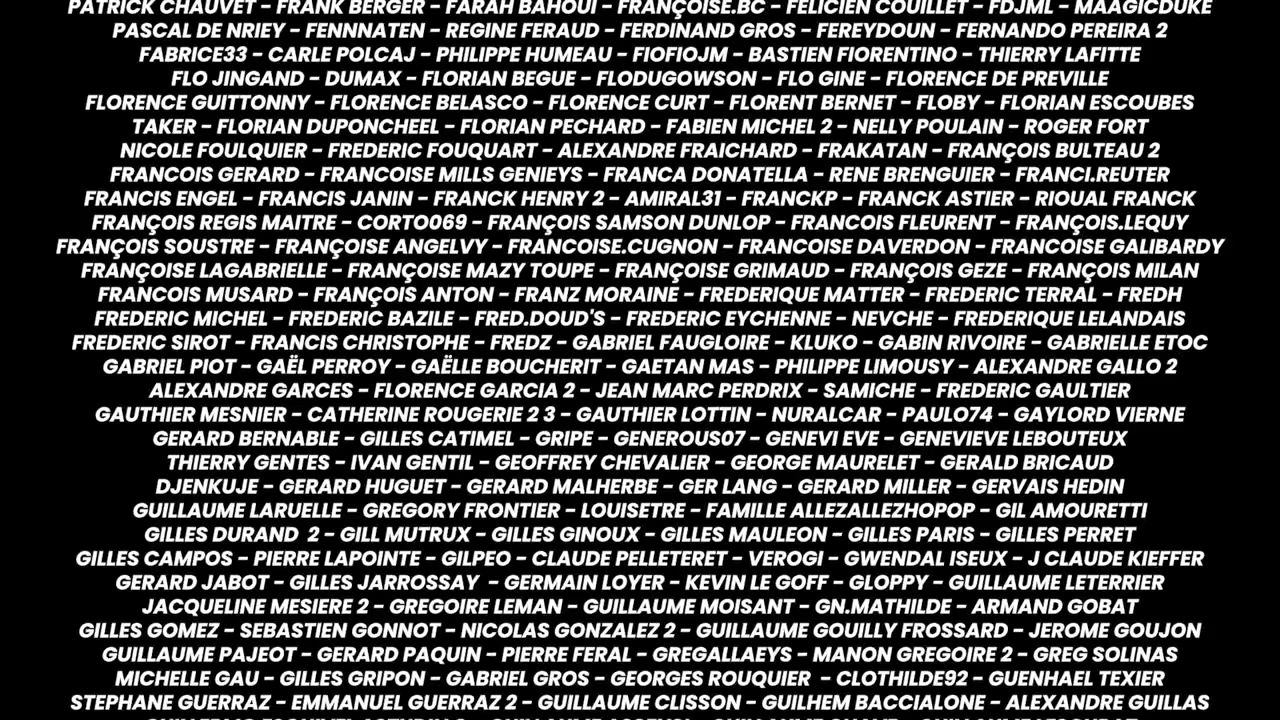 PATRICK CHAUVET - FRANK BERGER - FARAH BAHOUI - FRANÇOISE.BC - FELICIEN COUILLET - FDJML - MAAGICDUKE
PASCAL DE NRIEY - FENNNATEN - REGINE FERAUD - FERDINAND GROS - FEREYDOUN - FERNANDO PEREIRA 2
FABRICE33 - CARLE POLCAJ - PHILIPPE HUMEAU - FIOFIOJM - BASTIEN FIORENTINO - THIERRY LAFITTE
FLO JINGAND - DUMAX - FLORIAN BEGUE - FLODUGOWSON - FLO GINE - FLORENCE DE PREVILLE
FLORENCE GUITTONNY - FLORENCE BELASCO - FLORENCE CURT - FLORENT BERNET - FLOBY - FLORIAN ESCOUBES
TAKER - FLORIAN DUPONCHEEL - FLORIAN PECHARD - FABIEN MICHEL 2 - NELLY POULAIN - ROGER FORT
NICOLE FOULQUIER - FREDERIC FOUQUART - ALEXANDRE FRAICHARD - FRAKATAN - FRANÇOIS BULTEAU 2
FRANCOIS GERARD - FRANCOISE MILLS GENIEYS - FRANCA DONATELLA - RENE BRENGUIER - FRANCI.REUTER
FRANCIS ENGEL - FRANCIS JANIN - FRANCK HENRY 2 - AMIRAL31 - FRANCKP - FRANCK ASTIER - RIOUAL FRANCK
FRANÇOIS REGIS MAITRE - CORTO069 - FRANÇOIS SAMSON DUNLOP - FRANCOIS FLEURENT - FRANÇOIS.LEQUY
FRANÇOIS SOUSTRE - FRANÇOISE ANGELVY - FRANCOISE.CUGNON - FRANCOISE DAVERDON - FRANCOISE GALIBARDY
FRANÇOISE LAGABRIELLE - FRANÇOISE MAZY TOUPE - FRANÇOISE GRIMAUD - FRANÇOIS GEZE - FRANÇOIS MILAN
FRANCOIS MUSARD - FRANÇOIS ANTON - FRANZ MORAINE - FREDERIQUE MATTER - FREDERIC TERRAL - FREDH
FREDERIC MICHEL - FREDERIC BAZILE - FRED.DOUD'S - FREDERIC EYCHENNE - NEVCHE - FREDERIQUE LELANDAIS
FREDERIC SIROT - FRANCIS CHRISTOPHE - FREDZ - GABRIEL FAUGLOIRE - KLUKO - GABIN RIVOIRE - GABRIELLE ETOC
GABRIEL PIOT - GAËL PERROY - GAËLLE BOUCHERIT - GAETAN MAS - PHILIPPE LIMOUSY - ALEXANDRE GALLO 2
ALEXANDRE GARCES - FLORENCE GARCIA 2 - JEAN MARC PERDRIX - SAMICHE - FREDERIC GAULTIER
GAUTHIER MESNIER - CATHERINE ROUGERIE 2 3 - GAUTHIER LOTTIN - NURALCAR - PAULO74 - GAYLORD VIERNE
GERARD BERNABLE - GILLES CATIMEL - GRIPE - GENEROUS07 - GENEVI EVE - GENEVIEVE LEBOUTEUX
THIERRY GENTES - IVAN GENTIL - GEOFFREY CHEVALIER - GEORGE MAURELET - GERALD BRICAUD
DJENKUJE - GERARD HUGUET - GERARD MALHERBE - GER LANG - GERARD MILLER - GERVAIS HEDIN
GUILLAUME LARUELLE - GREGORY FRONTIER - LOUISETRE - FAMILLE ALLEZALLEZHOPOP - GIL AMOURETTI
GILLES DURAND 2 - GILL MUTRUX - GILLES GINOUX - GILLES MAULEON - GILLES PARIS - GILLES PERRET
GILLES CAMPOS - PIERRE LAPOINTE - GILPEO - CLAUDE PELLETERET - VEROGI - GWENDAL ISEUX - J CLAUDE KIEFFER
GERARD JABOT - GILLES JARROSSAY - GERMAIN LOYER - KEVIN LE GOFF - GLOPPY - GUILLAUME LETERRIER
JACQUELINE MESIERE 2 - GREGOIRE LEMAN - GUILLAUME MOISANT - GN.MATHILDE - ARMAND GOBAT
GILLES GOMEZ - SEBASTIEN GONNOT - NICOLAS GONZALEZ 2 - GUILLAUME GOUILLY FROSSARD - JEROME GOUJON
GUILLAUME PAJEOT - GERARD PAQUIN - PIERRE FERAL - GREGALLAEYS - MANON GREGOIRE 2 - GREG SOLINAS
MICHELLE GAU - GILLES GRIPON - GABRIEL GROS - GEORGES ROUQUIER - CLOTHILDE92 - GUENHAEL TEXIER
STEPHANE GUERRAZ - EMMANUEL GUERRAZ 2 - GUILLAUME CLISSON - GUILHEM BACCIALONE - ALEXANDRE GUILLAS